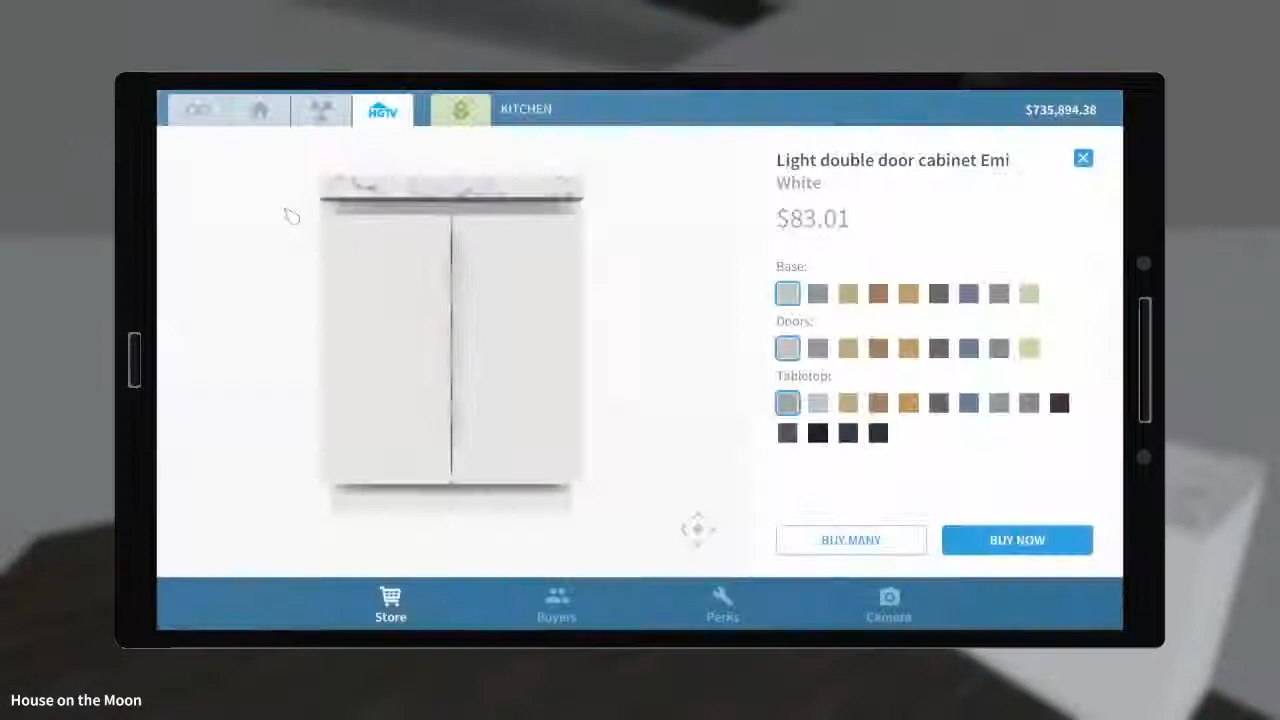 HGTV
KITCHEN
$735,894.38
Light double door cabinet Emi
White
$83.01
Base:
Doors:
Tabletop:
BUY MANY
BUY NOW
Store
Buyers
Perks
Camera
House on the Moon